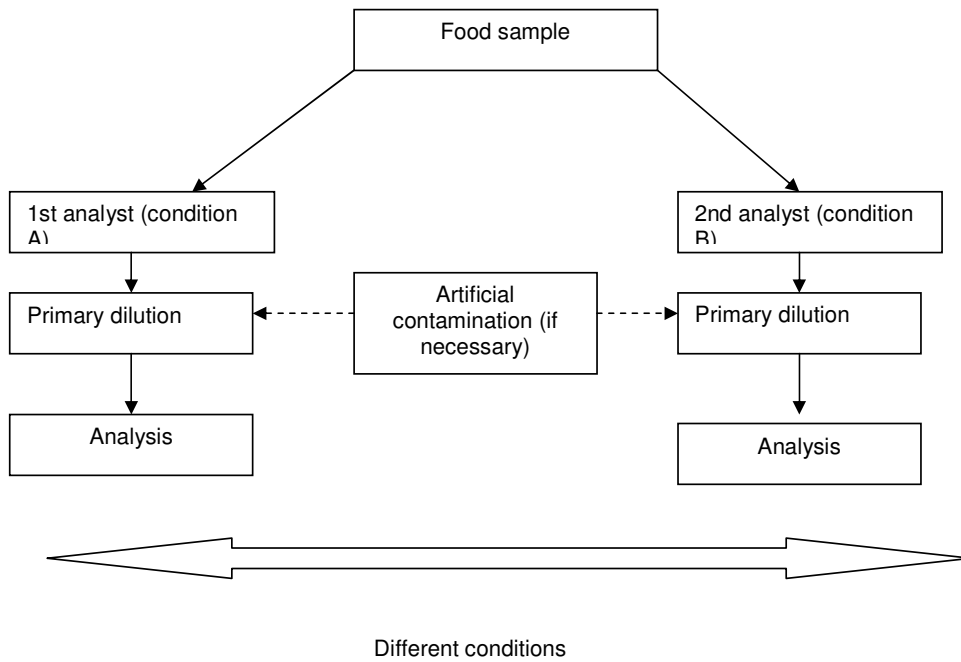 Food sample
1st analyst (condition
A)
2nd analyst (condition
B)
Primary dilution
Artificial
contamination (if
necessary)
Primary dilution
Analysis
Analysis
Different conditions